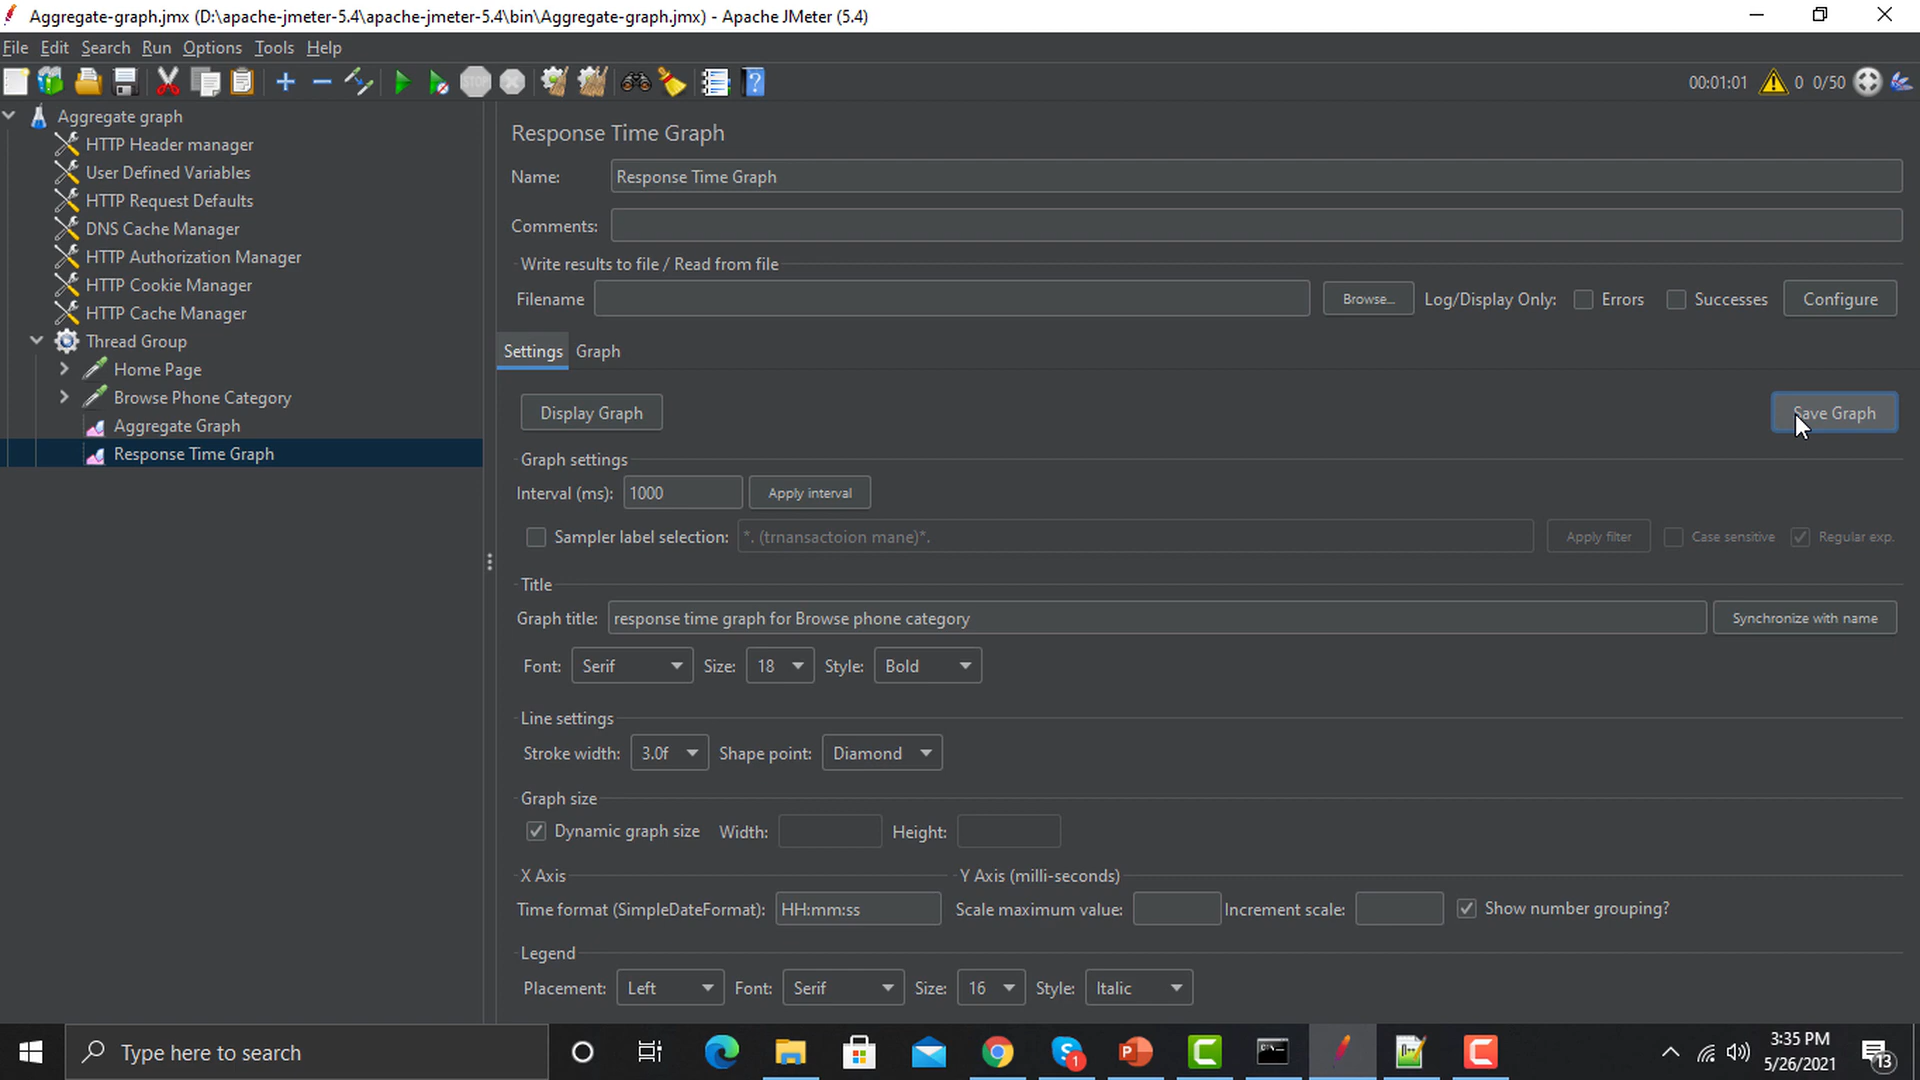 Aggregate-graph.jmx (D:\apache-jmeter-5.4\apache-jmeter-5.4\bin\Aggregate-graph.jmx) - Apache JMeter (5.4)
File Edit Search Run Options Tools Help
STOP 00:01:01 0 0/50
Aggregate graph
HTTP Header manager
User Defined Variables
HTTP Request Defaults
DNS Cache Manager
HTTP Authorization Manager
HTTP Cookie Manager
HTTP Cache Manager
Thread Group
Home Page
Browse Phone Category
Aggregate Graph
Response Time Graph
Response Time Graph
Name: Response Time Graph
Comments:
Write results to file / Read from file
Filename Browse... Log/Display Only: Errors Successes Configure
Settings Graph
Display Graph Save Graph
Graph settings
Interval (ms): 1000 Apply interval
Sampler label selection: *. (trnansactoion mane)*. Apply filter Case sensitive Regular exp.
Title
Graph title: response time graph for Browse phone category Synchronize with name
Font: Serif Size: 18 Style: Bold
Line settings
Stroke width: 3.0f Shape point: Diamond
Graph size
Dynamic graph size Width: Height:
X Axis Y Axis (milli-seconds)
Time format (SimpleDateFormat): HH:mm:ss Scale maximum value: Increment scale: Show number grouping?
Legend
Placement: Left Font: Serif Size: 16 Style: Italic
Type here to search
3:35 PM
5/26/2021
13